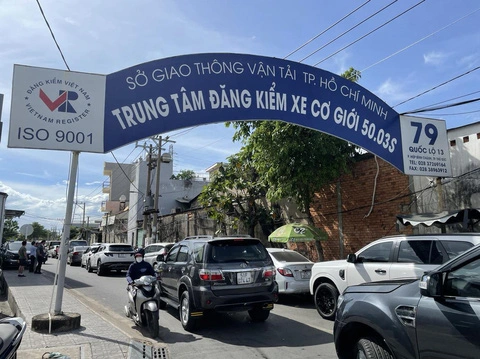 ĐĂNG KIỂM VIỆT NAM
VR
VIETNAM REGISTER
ISO 9001
SỞ GIAO THÔNG VẬN TẢI TP. HỒ CHÍ MINH
TRUNG TÂM ĐĂNG KIỂM XE CƠ GIỚI 50.03S
79
QUỐC LỘ 13